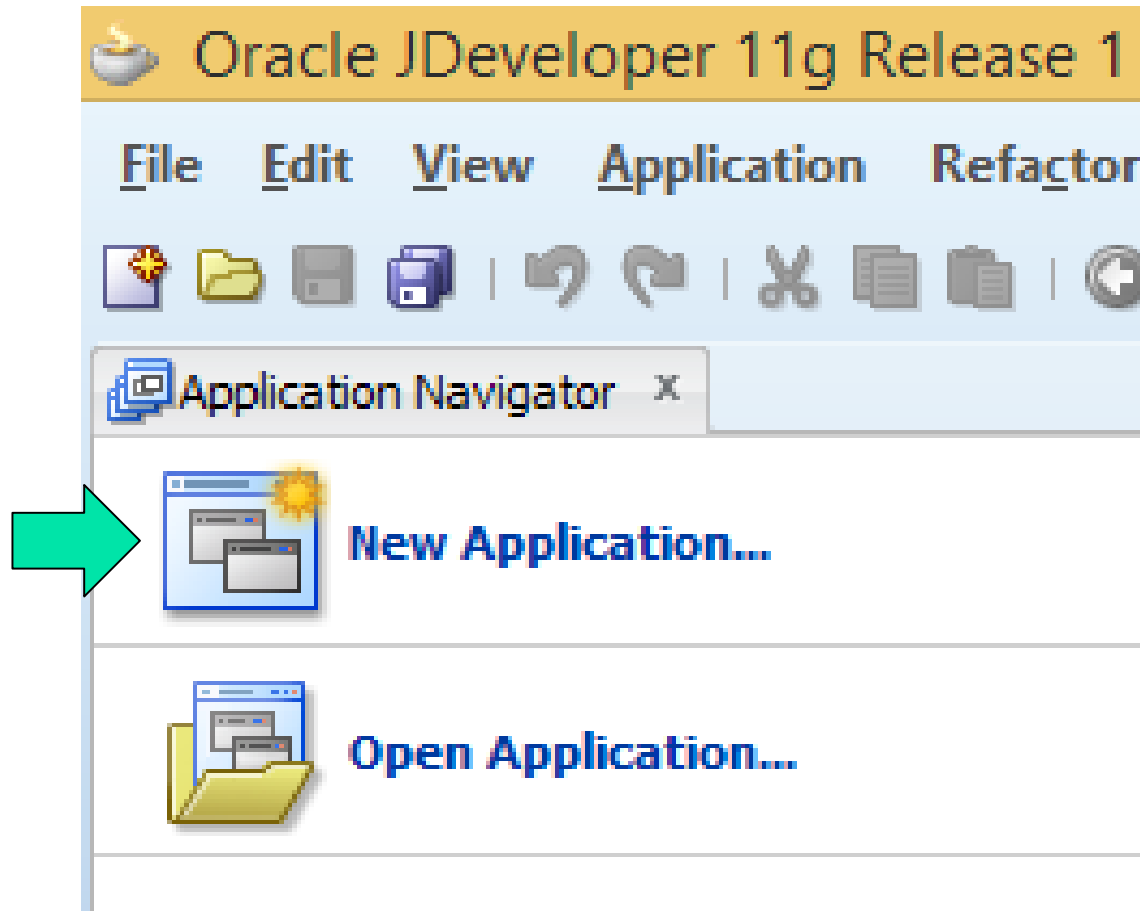 Oracle JDeveloper 11g Release 1
File Edit View Application Refactor
Application Navigator x
New Application...
Open Application...